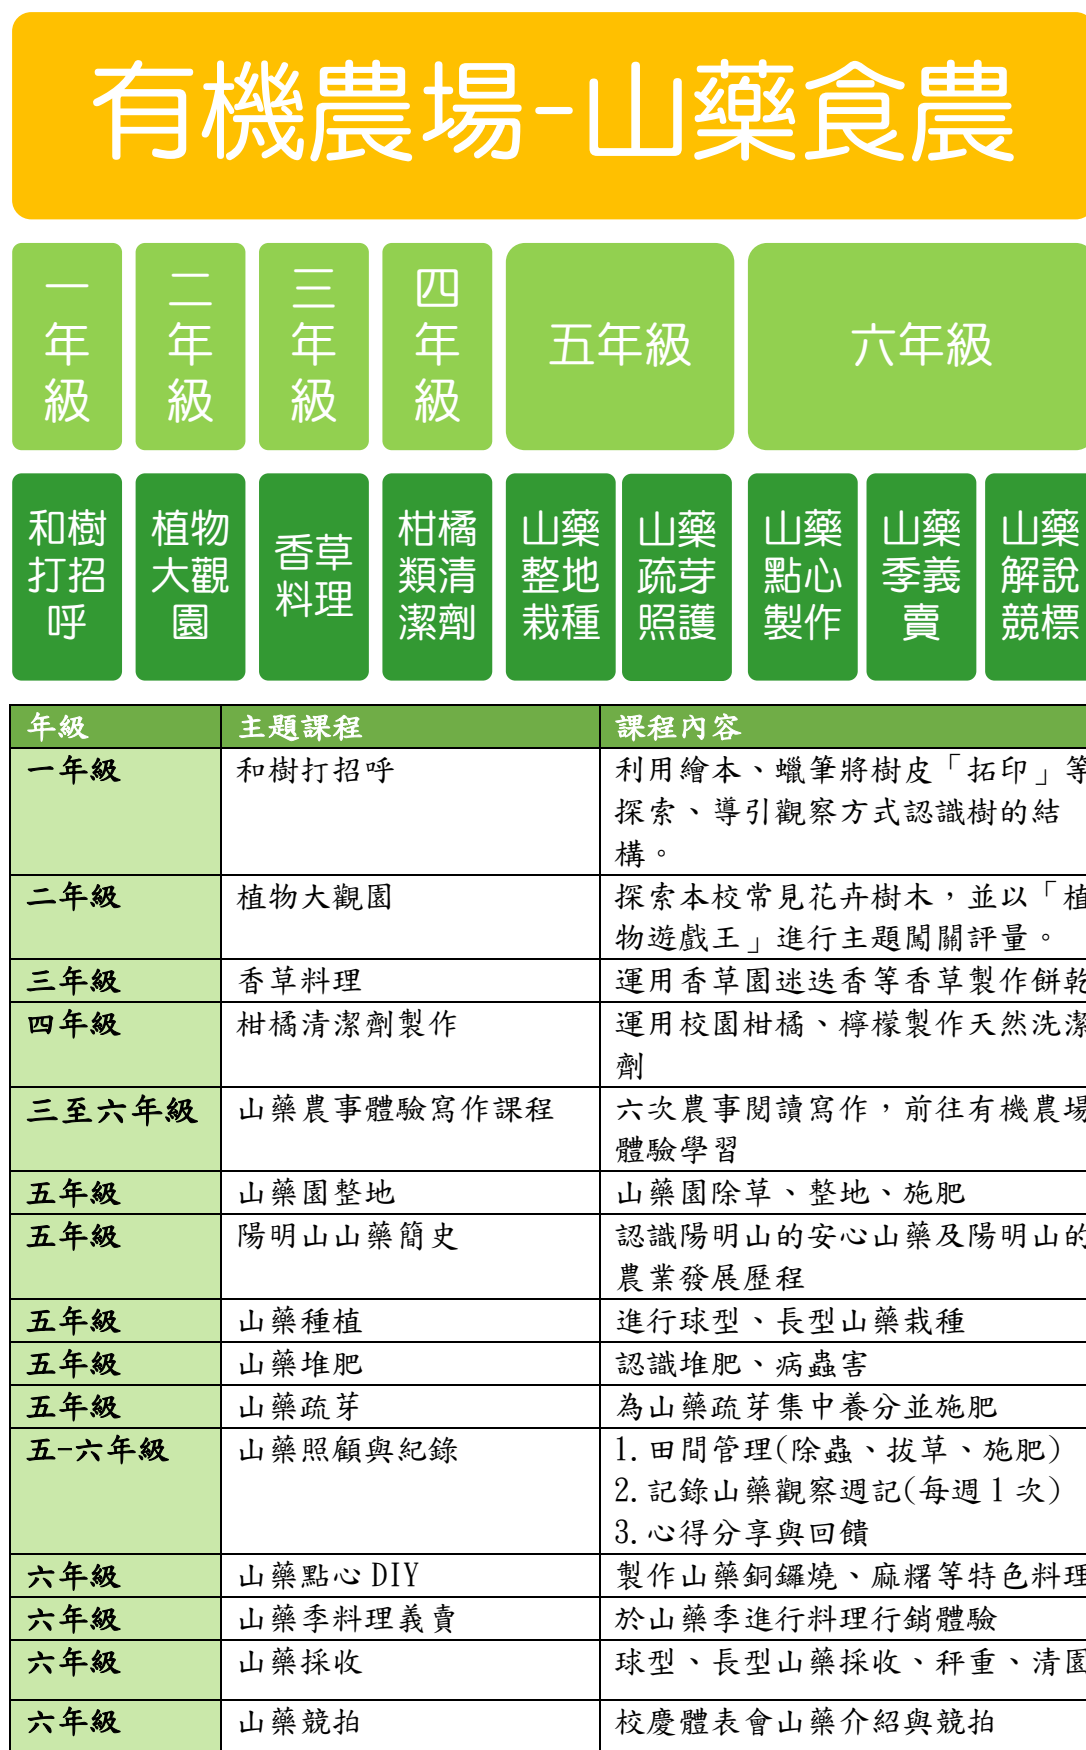 有機農場-山藥食農
一年級
二年級
三年級
四年級
五年級
六年級
和樹打招呼
植物大觀園
香草料理
柑橘類清潔劑
山藥整地栽種
山藥疏芽照護
山藥點心製作
山藥季義賣
山藥解說競標
年級 主題課程 課程內容
一年級 和樹打招呼 利用繪本、蠟筆將樹皮「拓印」等
探索、導引觀察方式認識樹的結
構。
二年級 植物大觀園 探索本校常見花卉樹木，並以「植
物遊戲王」進行主題闖關評量。
三年級 香草料理 運用香草園迷迭香等香草製作餅乾
四年級 柑橘清潔劑製作 運用校園柑橘、檸檬製作天然洗潔
劑
三至六年級 山藥農事體驗寫作課程 六次農事閱讀寫作，前往有機農場
體驗學習
五年級 山藥園整地 山藥園除草、整地、施肥
五年級 陽明山山藥簡史 認識陽明山的安心山藥及陽明山的
農業發展歷程
五年級 山藥種植 進行球型、長型山藥栽種
五年級 山藥堆肥 認識堆肥、病蟲害
五年級 山藥疏芽 為山藥疏芽集中養分並施肥
五-六年級 山藥照顧與紀錄 1.田間管理(除蟲、拔草、施肥)
2.記錄山藥觀察週記(每週1次)
3.心得分享與回饋
六年級 山藥點心DIY 製作山藥銅鑼燒、麻糬等特色料理
六年級 山藥季料理義賣 於山藥季進行料理行銷體驗
六年級 山藥採收 球型、長型山藥採收、秤重、清園
六年級 山藥競拍 校慶體表會山藥介紹與競拍